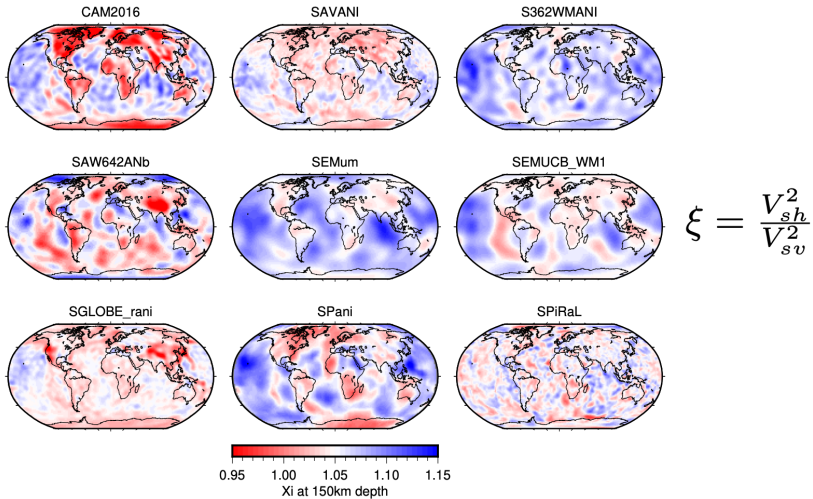 CAM2016 SAVANI S362WMANI
SAW642ANb SEMum SEMUCB_WM1
ξ = V²sh / V²sv
SGLOBE_rani SPani SPiRaL
0.95 1.00 1.05 1.10 1.15
Xi at 150km depth